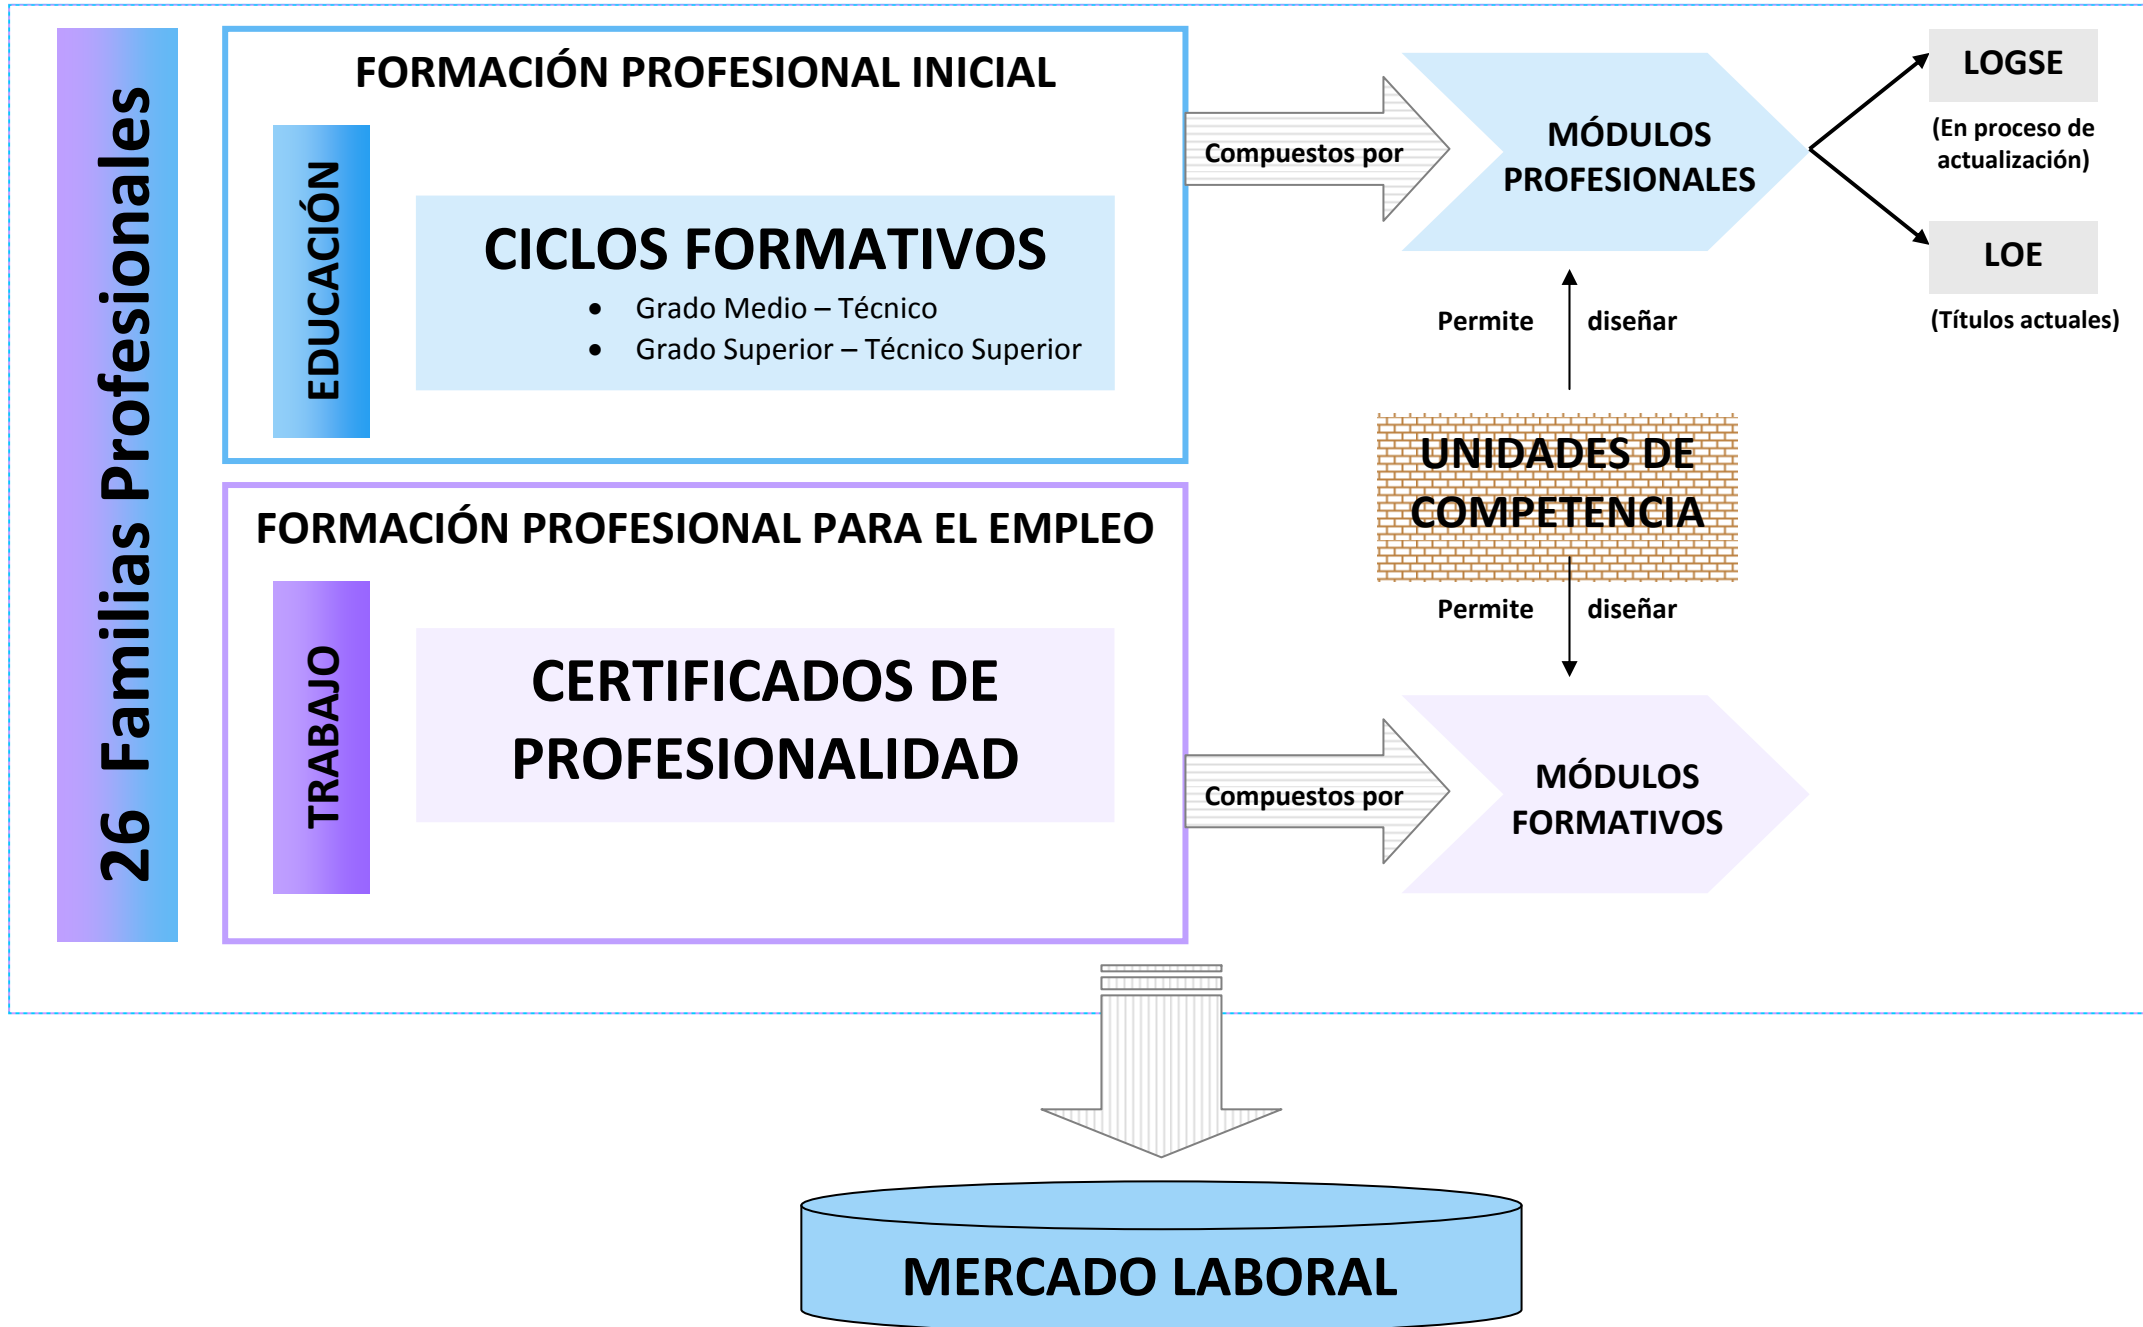 26 Familias Profesionales
FORMACIÓN PROFESIONAL INICIAL
EDUCACIÓN
CICLOS FORMATIVOS
• Grado Medio – Técnico
• Grado Superior – Técnico Superior
Compuestos por
MÓDULOS
PROFESIONALES
LOGSE
(En proceso de
actualización)
LOE
(Títulos actuales)
Permite diseñar
UNIDADES DE
COMPETENCIA
Permite diseñar
FORMACIÓN PROFESIONAL PARA EL EMPLEO
TRABAJO
CERTIFICADOS DE
PROFESIONALIDAD
Compuestos por
MÓDULOS
FORMATIVOS
MERCADO LABORAL